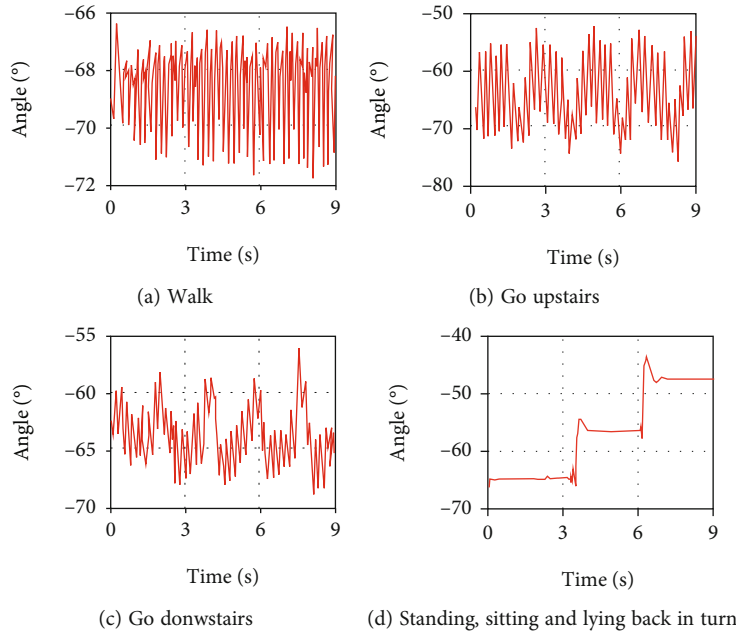 −66
−68
−70
−72
Angle (°)
0 3 6 9
Time (s)
(a) Walk
−50
−60
−70
−80
Angle (°)
0 3 6 9
Time (s)
(b) Go upstairs
−55
−60
−65
−70
Angle (°)
0 3 6 9
Time (s)
(c) Go donwstairs
−40
−50
−60
−70
Angle (°)
0 3 6 9
Time (s)
(d) Standing, sitting and lying back in turn